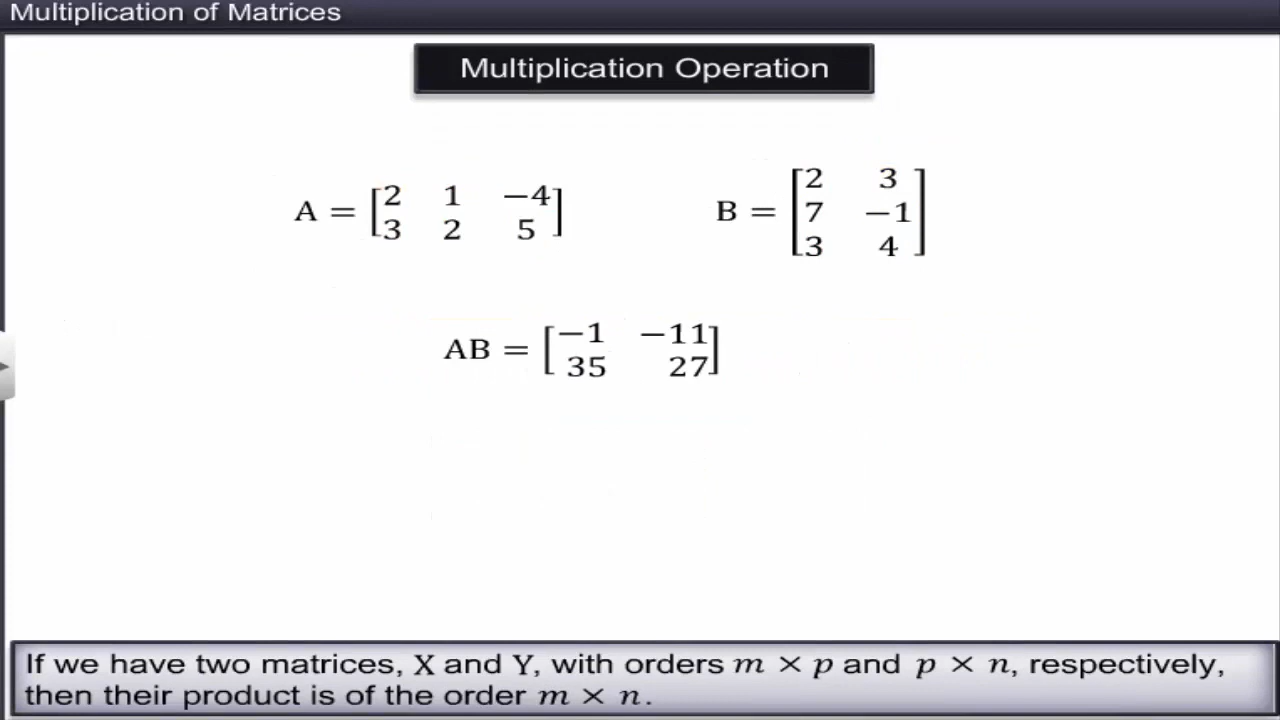 Multiplication of Matrices
Multiplication Operation
A = [2 1 −4
3 2 5]
B = [2 3
7 −1
3 4]
AB = [−1 −11
35 27]
If we have two matrices, X and Y, with orders m × p and p × n, respectively,
then their product is of the order m × n.